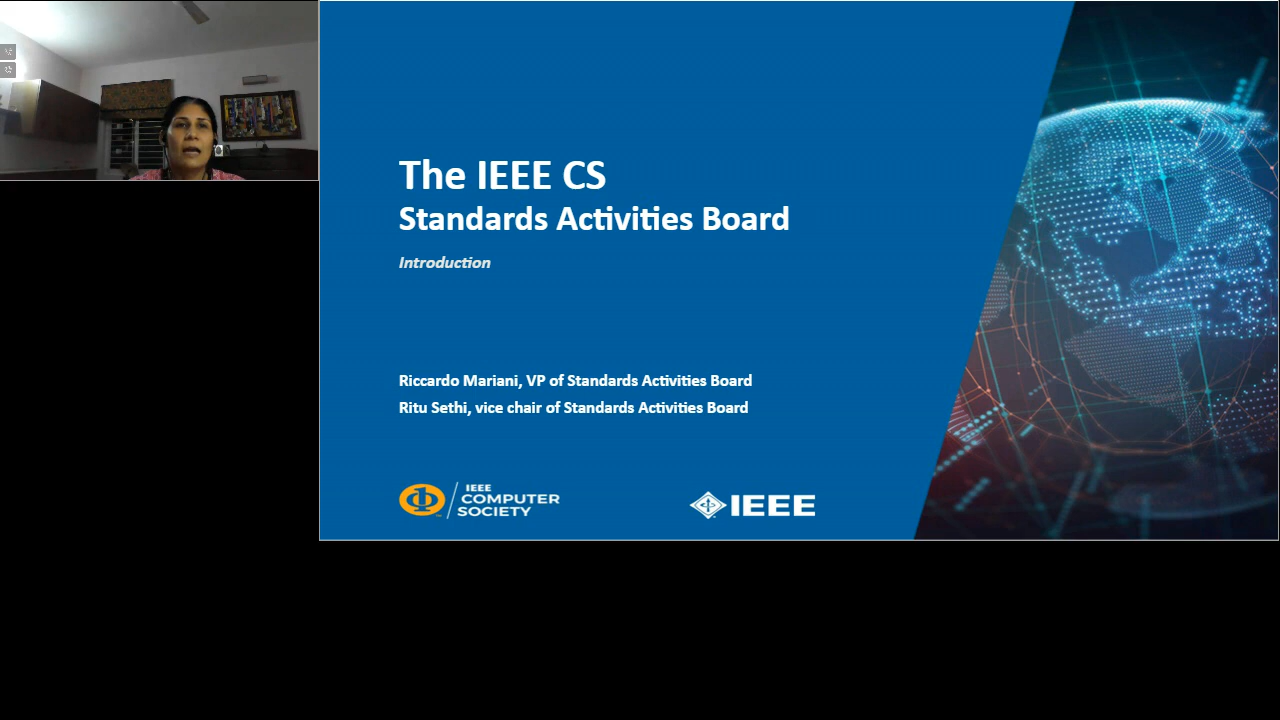 The IEEE CS
Standards Activities Board
Introduction
Riccardo Mariani, VP of Standards Activities Board
Ritu Sethi, vice chair of Standards Activities Board
IEEE
COMPUTER
SOCIETY
IEEE